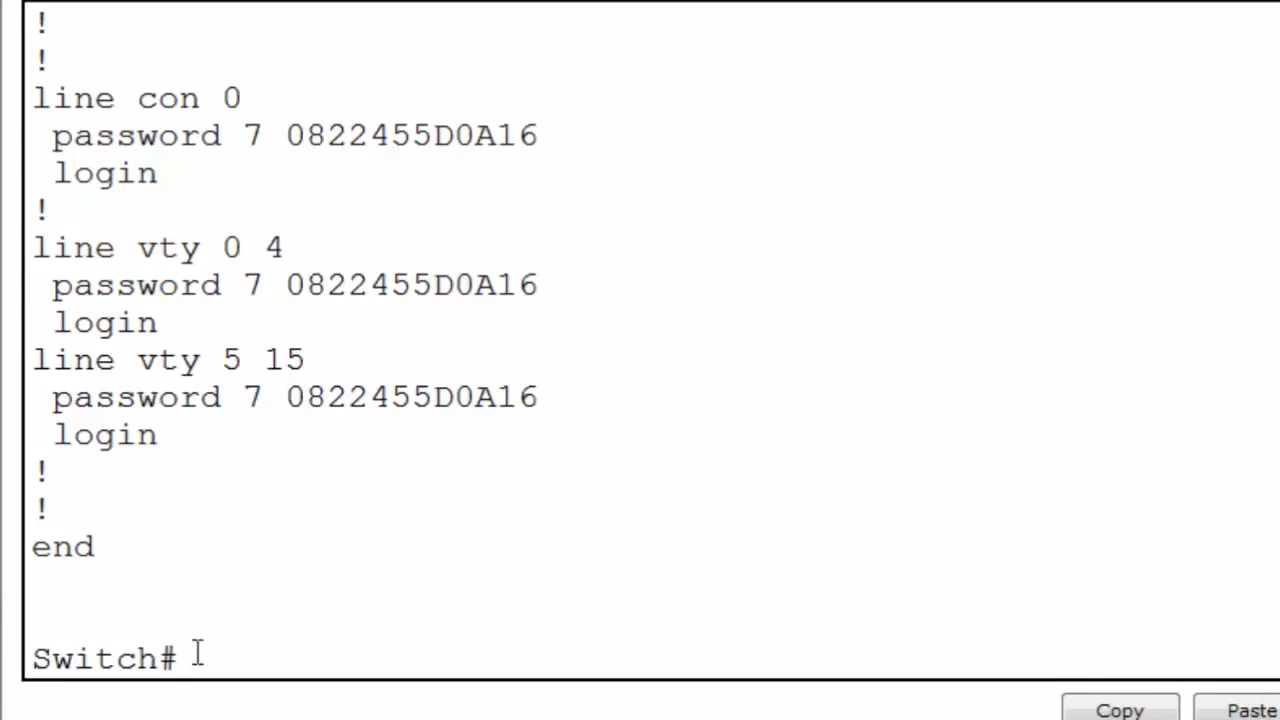 !
!
line con 0
password 7 0822455D0A16
login
!
line vty 0 4
password 7 0822455D0A16
login
line vty 5 15
password 7 0822455D0A16
login
!
!
end
Switch#
Copy
Paste